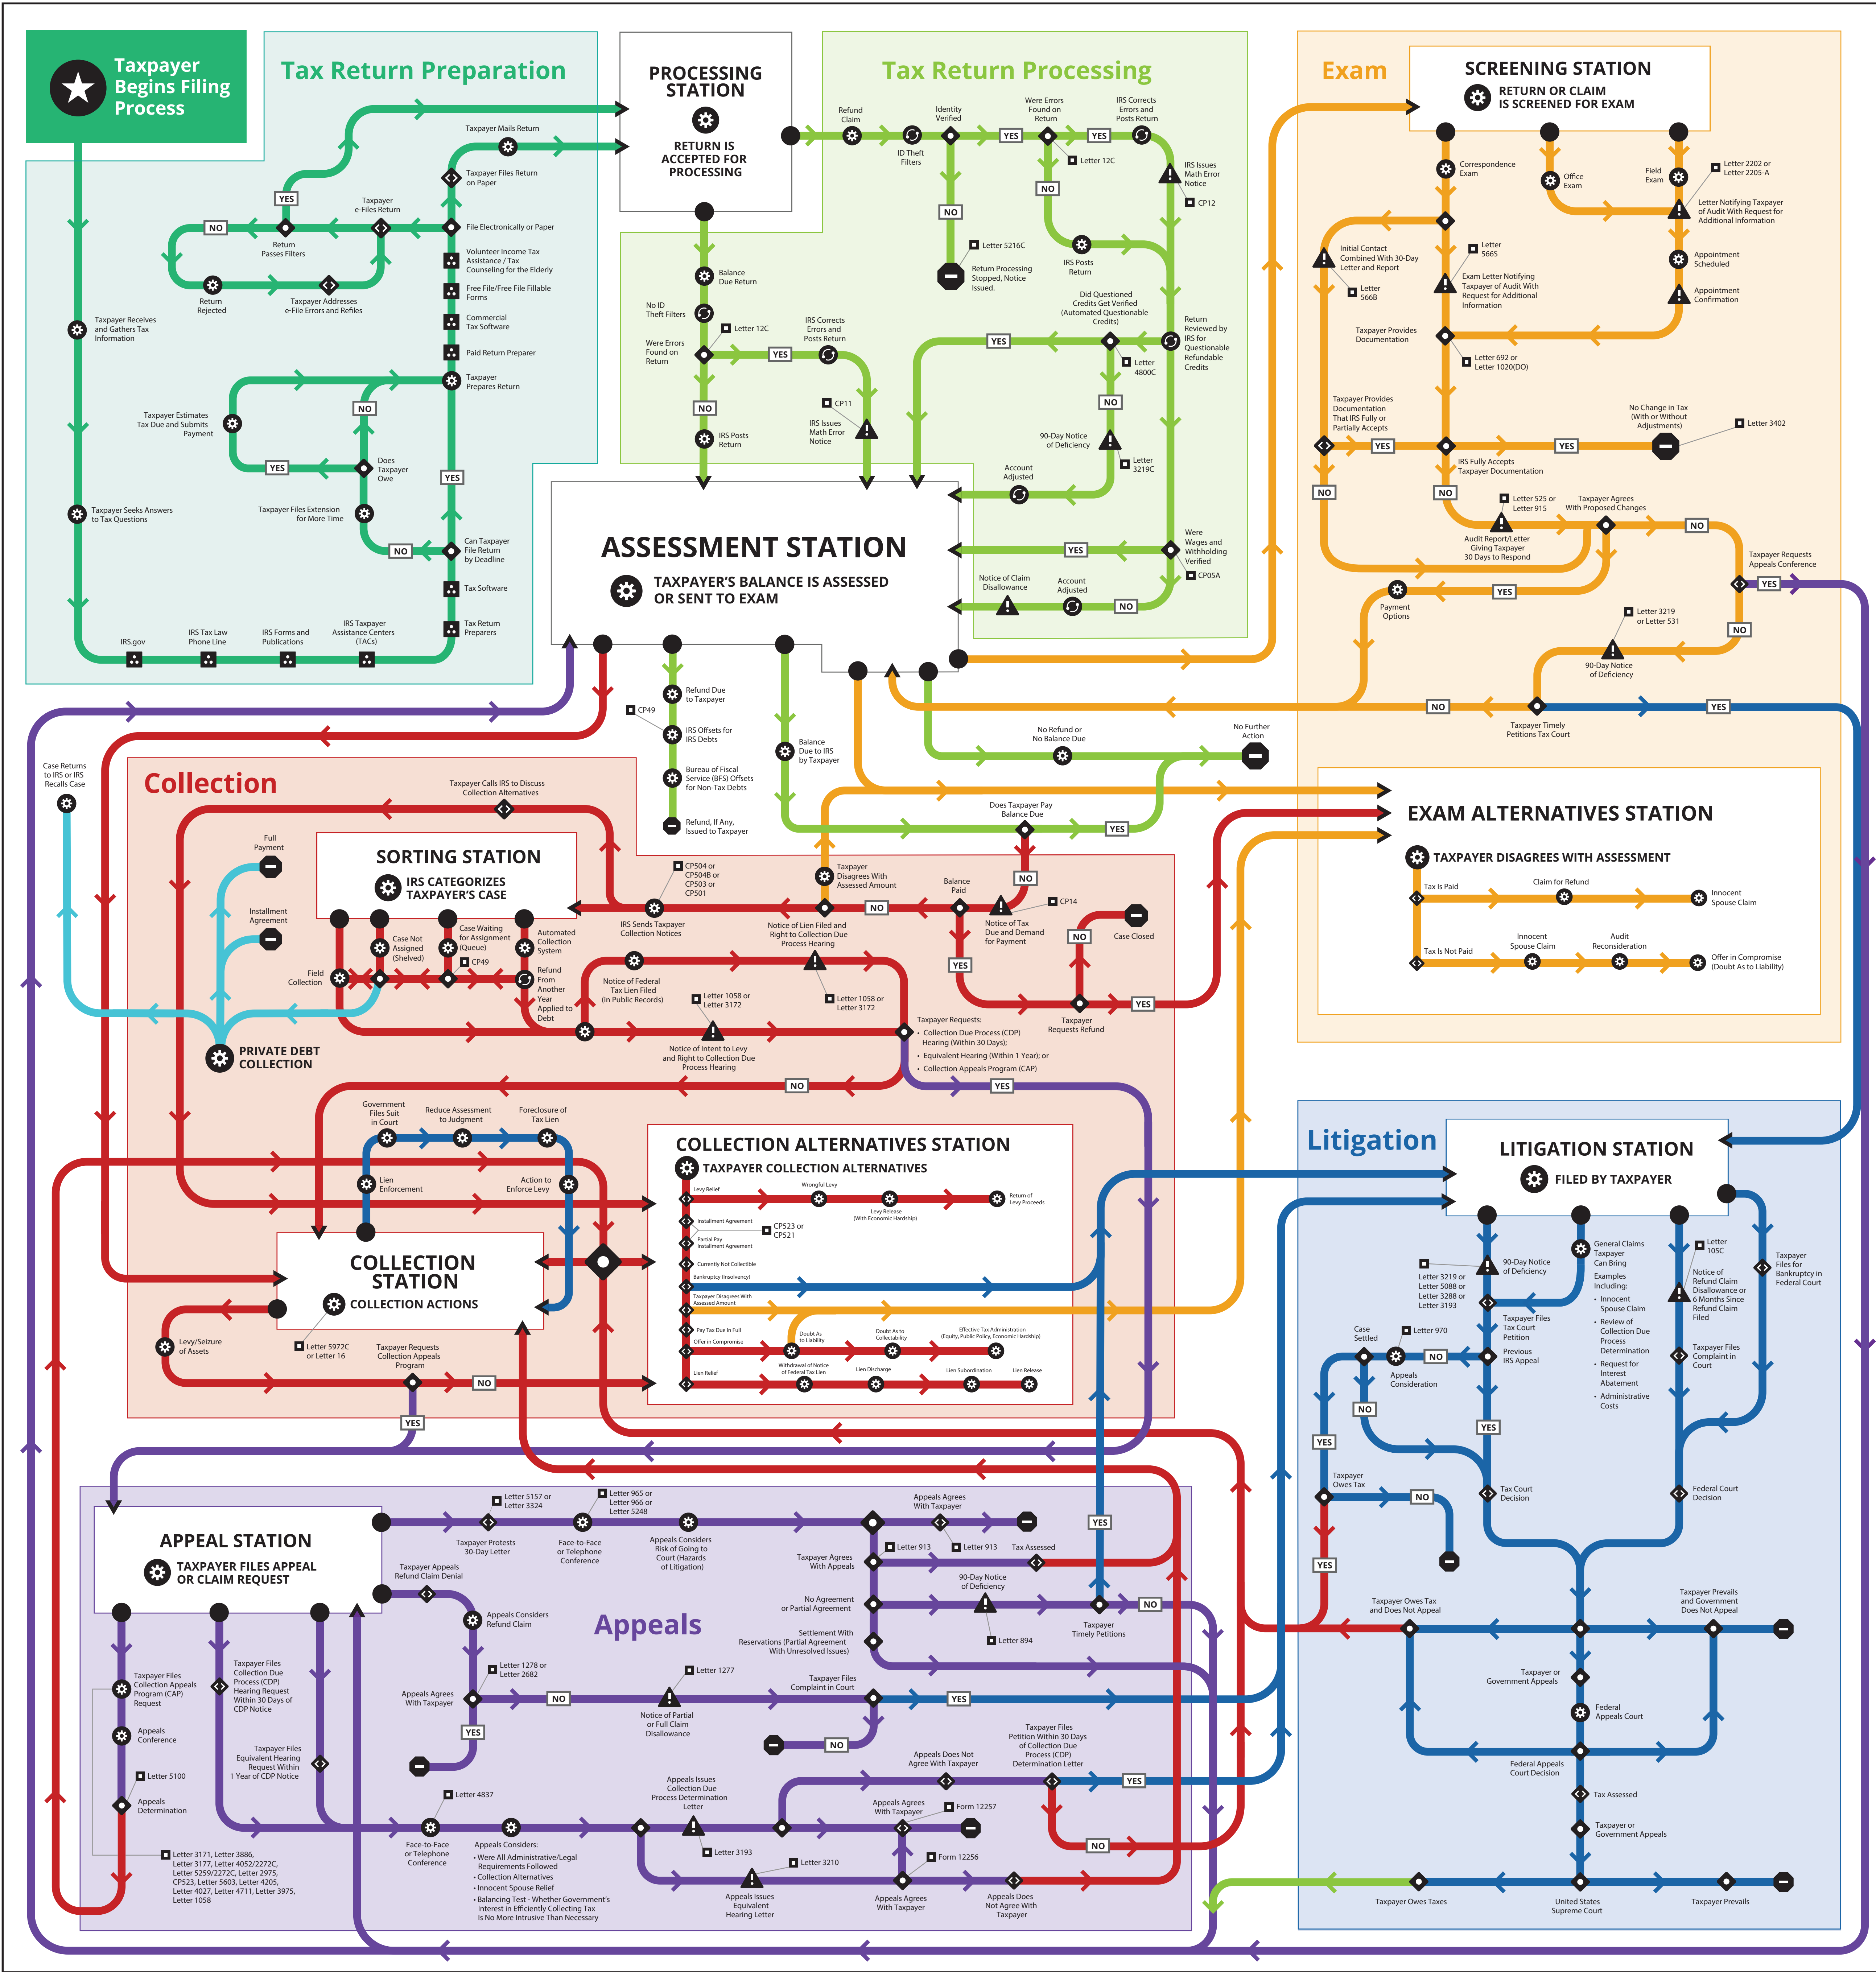 Taxpayer
Begins Filing
Process
Tax Return Preparation
Taxpayer Mails Return
Taxpayer Files Return
on Paper
YES
Taxpayer
e-Files Return
NO
Return
Passes Filters
File Electronically or Paper
Return
Rejected
Taxpayer Addresses
e-File Errors and Refiles
Volunteer Income Tax
Assistance / Tax
Counseling for the Elderly
Free File/Free File Fillable
Forms
Commercial
Tax Software
Paid Return Preparer
Taxpayer
Prepares Return
Taxpayer Receives
and Gathers Tax
Information
Taxpayer Estimates
Tax Due and Submits
Payment
NO
YES
Does
Taxpayer
Owe
YES
Taxpayer Files Extension
for More Time
NO
Can Taxpayer
File Return
by Deadline
Taxpayer Seeks Answers
to Tax Questions
Tax Software
Tax Return
Preparers
IRS.gov
IRS Tax Law
Phone Line
IRS Forms and
Publications
IRS Taxpayer
Assistance Centers
(TACs)
PROCESSING
STATION
RETURN IS
ACCEPTED FOR
PROCESSING
Tax Return Processing
Refund
Claim
ID Theft
Filters
Identity
Verified
YES
Were Errors
Found on
Return
YES
IRS Corrects
Errors and
Posts Return
Letter 12C
IRS Issues
Math Error
Notice
CP12
NO
NO
Letter 5216C
Return Processing
Stopped, Notice
Issued.
IRS Posts
Return
Balance
Due Return
No ID
Theft Filters
Letter 12C
Were Errors
Found on
Return
YES
IRS Corrects
Errors and
Posts Return
NO
CP11
IRS Issues
Math Error
Notice
IRS Posts
Return
Did Questioned
Credits Get Verified
(Automated Questionable
Credits)
YES
Letter
4800C
Return
Reviewed by
IRS for
Questionable
Refundable
Credits
NO
90-Day Notice
of Deficiency
Letter
3219C
Account
Adjusted
Were
Wages and
Withholding
Verified
YES
CP05A
Notice of Claim
Disallowance
Account
Adjusted
NO
ASSESSMENT STATION
TAXPAYER'S BALANCE IS ASSESSED
OR SENT TO EXAM
Refund Due
to Taxpayer
CP49
IRS Offsets for
IRS Debts
Bureau of Fiscal
Service (BFS) Offsets
for Non-Tax Debts
Refund, If Any,
Issued to Taxpayer
Balance
Due to IRS
by Taxpayer
No Refund or
No Balance Due
No Further
Action
Does Taxpayer Pay
Balance Due
YES
NO
Exam
SCREENING STATION
RETURN OR CLAIM
IS SCREENED FOR EXAM
Correspondence
Exam
Office
Exam
Field
Exam
Letter 2202 or
Letter 2205-A
Letter Notifying Taxpayer
of Audit With Request for
Additional Information
Initial Contact
Combined With 30-Day
Letter and Report
Letter
566B
Letter
566S
Exam Letter Notifying
Taxpayer of Audit With
Request for Additional
Information
Appointment
Scheduled
Appointment
Confirmation
Taxpayer Provides
Documentation
Letter 692 or
Letter 1020(DO)
Taxpayer Provides
Documentation
That IRS Fully or
Partially Accepts
YES
YES
No Change in Tax
(With or Without
Adjustments)
Letter 3402
IRS Fully Accepts
Taxpayer Documentation
NO
NO
Letter 525 or
Letter 915
Audit Report/Letter
Giving Taxpayer
30 Days to Respond
Taxpayer Agrees
With Proposed Changes
NO
Taxpayer Requests
Appeals Conference
YES
Payment
Options
YES
Letter 3219
or Letter 531
NO
90-Day Notice
of Deficiency
NO
Taxpayer Timely
Petitions Tax Court
YES
EXAM ALTERNATIVES STATION
TAXPAYER DISAGREES WITH ASSESSMENT
Tax Is Paid
Claim for Refund
Innocent
Spouse Claim
Tax Is Not Paid
Innocent
Spouse Claim
Audit
Reconsideration
Offer in Compromise
(Doubt As to Liability)
Case Returns
to IRS or IRS
Recalls Case
Collection
Taxpayer Calls IRS to Discuss
Collection Alternatives
Full
Payment
Installment
Agreement
PRIVATE DEBT
COLLECTION
SORTING STATION
IRS CATEGORIZES
TAXPAYER'S CASE
Field
Collection
Case Not
Assigned
(Shelved)
Case Waiting
for Assignment
(Queue)
CP49
Automated
Collection
System
Refund
From
Another
Year
Applied to
Debt
CP504 or
CP504B or
CP503 or
CP501
IRS Sends Taxpayer
Collection Notices
Taxpayer
Disagrees With
Assessed Amount
Notice of Lien Filed and
Right to Collection Due
Process Hearing
NO
Balance
Paid
CP14
Notice of Tax
Due and Demand
for Payment
Case Closed
NO
YES
Taxpayer
Requests Refund
YES
Notice of Federal
Tax Lien Filed
(in Public Records)
Letter 1058 or
Letter 3172
Letter 1058 or
Letter 3172
Notice of Intent to Levy
and Right to Collection Due
Process Hearing
Taxpayer Requests:
• Collection Due Process (CDP)
Hearing (Within 30 Days);
• Equivalent Hearing (Within 1 Year); or
• Collection Appeals Program (CAP)
NO
YES
Government
Files Suit
in Court
Reduce Assessment
to Judgment
Foreclosure of
Tax Lien
Lien
Enforcement
Action to
Enforce Levy
COLLECTION
STATION
COLLECTION ACTIONS
Letter 5972C
or Letter 16
Levy/Seizure
of Assets
Taxpayer Requests
Collection Appeals
Program
NO
YES
COLLECTION ALTERNATIVES STATION
TAXPAYER COLLECTION ALTERNATIVES
Levy Relief
Wrongful Levy
Levy Release
(With Economic Hardship)
Return of
Levy Proceeds
Installment Agreement
CP523 or
CP521
Partial Pay
Installment Agreement
Currently Not Collectible
Bankruptcy (Insolvency)
Taxpayer Disagrees With
Assessed Amount
Pay Tax Due in Full
Offer in Compromise
Doubt As
to Liability
Doubt As to
Collectability
Effective Tax Administration
(Equity, Public Policy, Economic Hardship)
Lien Relief
Withdrawal of Notice
of Federal Tax Lien
Lien Discharge
Lien Subordination
Lien Release
Litigation
LITIGATION STATION
FILED BY TAXPAYER
Letter 3219 or
Letter 5088 or
Letter 3288 or
Letter 3193
90-Day Notice
of Deficiency
General Claims
Taxpayer
Can Bring
Examples
Including:
• Innocent
Spouse Claim
• Review of
Collection Due
Process
Determination
• Request for
Interest
Abatement
• Administrative
Costs
Letter
105C
Notice of
Refund Claim
Disallowance or
6 Months Since
Refund Claim
Filed
Taxpayer
Files for
Bankruptcy in
Federal Court
Taxpayer Files
Tax Court
Petition
Case
Settled
Letter 970
NO
Appeals
Consideration
Previous
IRS Appeal
Taxpayer Files
Complaint in
Court
NO
YES
YES
Taxpayer
Owes Tax
NO
Tax Court
Decision
Federal Court
Decision
YES
Taxpayer Owes Tax
and Does Not Appeal
Taxpayer Prevails
and Government
Does Not Appeal
Taxpayer or
Government Appeals
Federal
Appeals Court
Federal Appeals
Court Decision
Tax Assessed
Taxpayer or
Government Appeals
Taxpayer Owes Taxes
United States
Supreme Court
Taxpayer Prevails
APPEAL STATION
TAXPAYER FILES APPEAL
OR CLAIM REQUEST
Appeals
Letter 5157 or
Letter 3324
Taxpayer Protests
30-Day Letter
Letter 965 or
Letter 966 or
Letter 5248
Face-to-Face
or Telephone
Conference
Appeals Considers
Risk of Going to
Court (Hazards
of Litigation)
Appeals Agrees
With Taxpayer
Letter 913
Letter 913
Taxpayer Agrees
With Appeals
Tax Assessed
YES
90-Day Notice
of Deficiency
No Agreement
or Partial Agreement
NO
Letter 894
Taxpayer
Timely Petitions
Settlement With
Reservations (Partial Agreement
With Unresolved Issues)
Taxpayer Appeals
Refund Claim Denial
Appeals Considers
Refund Claim
Letter 1278 or
Letter 2682
Appeals Agrees
With Taxpayer
NO
Letter 1277
Notice of Partial
or Full Claim
Disallowance
Taxpayer Files
Complaint in Court
YES
YES
NO
Taxpayer Files
Collection Appeals
Program (CAP)
Request
Appeals
Conference
Letter 5100
Appeals
Determination
Letter 3171, Letter 3886,
Letter 3177, Letter 4052/2272C,
Letter 5259/2272C, Letter 2975,
CP523, Letter 5603, Letter 4205,
Letter 4027, Letter 4711, Letter 3975,
Letter 1058
Taxpayer Files
Collection Due
Process (CDP)
Hearing Request
Within 30 Days of
CDP Notice
Taxpayer Files
Equivalent Hearing
Request Within
1 Year of CDP Notice
Letter 4837
Face-to-Face
or Telephone
Conference
Appeals Considers:
• Were All Administrative/Legal
Requirements Followed
• Collection Alternatives
• Innocent Spouse Relief
• Balancing Test - Whether Government's
Interest in Efficiently Collecting Tax
Is No More Intrusive Than Necessary
Appeals Issues
Collection Due
Process Determination
Letter
Letter 3193
Letter 3210
Appeals Issues
Equivalent
Hearing Letter
Appeals Does Not
Agree With Taxpayer
Taxpayer Files
Petition Within 30 Days
of Collection Due
Process (CDP)
Determination Letter
YES
NO
Appeals Agrees
With Taxpayer
Form 12257
Form 12256
Appeals Agrees
With Taxpayer
Appeals Does
Not Agree With
Taxpayer